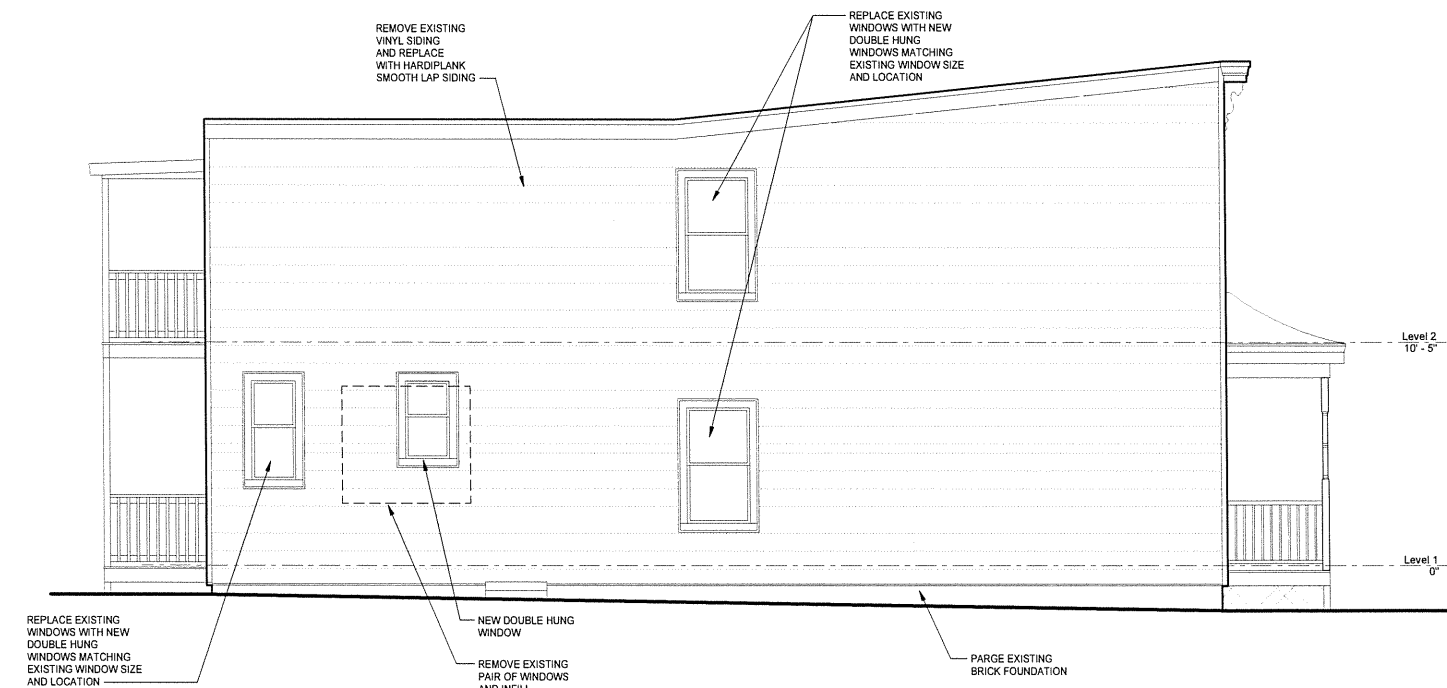 REMOVE EXISTING
VINYL SIDING
AND REPLACE
WITH HARDIPLANK
SMOOTH LAP SIDING
REPLACE EXISTING
WINDOWS WITH NEW
DOUBLE HUNG
WINDOWS MATCHING
EXISTING WINDOW SIZE
AND LOCATION
Level 2
10' - 5"
Level 1
0"
REPLACE EXISTING
WINDOWS WITH NEW
DOUBLE HUNG
WINDOWS MATCHING
EXISTING WINDOW SIZE
AND LOCATION
NEW DOUBLE HUNG
WINDOW
REMOVE EXISTING
PAIR OF WINDOWS
AND INFILL
PARGE EXISTING
BRICK FOUNDATION